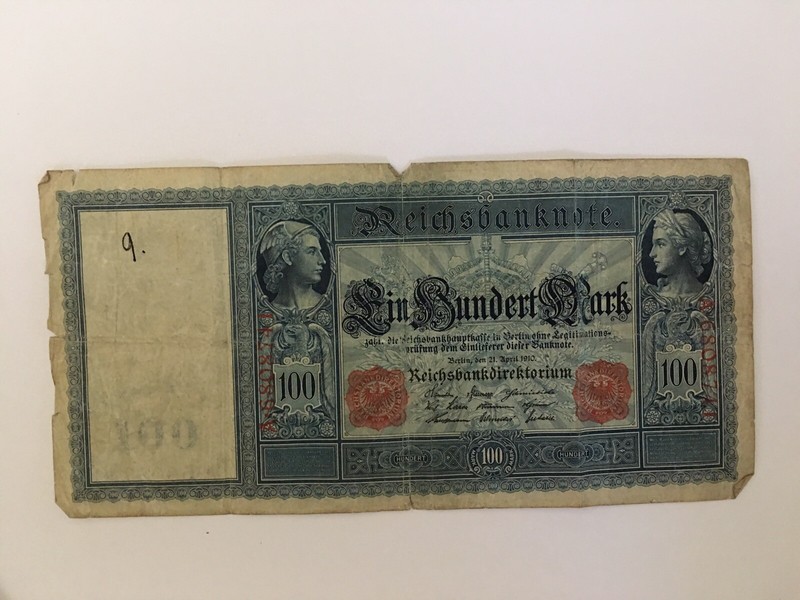 9.
Reichsbanknote.
Ein Hundert Mark
zahlt die Reichsbankhauptkasse in Berlin ohne Legitimations-
prüfung dem Einlieferer dieser Banknote.
Berlin, den 21. April 1910.
Reichsbankdirektorium
100
100
HUNDERT
100
HUNDERT